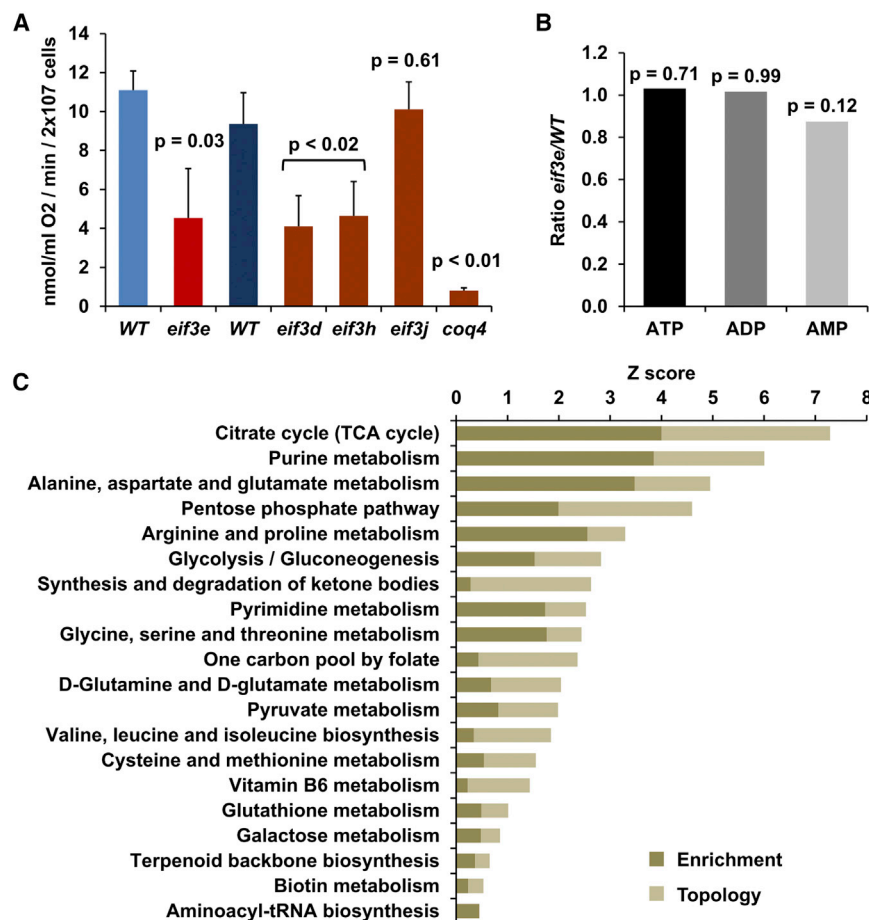 A
nmol/ml O2 / min / 2x107 cells
14
12
10
8
6
4
2
0
p = 0.03
p < 0.02
p = 0.61
p < 0.01
WT eif3e WT eif3d eif3h eif3j coq4
B
Ratio eif3e/WT
1.2
1.0
0.8
0.6
0.4
0.2
0.0
p = 0.71
p = 0.99
p = 0.12
ATP ADP AMP
C
Z score
0 1 2 3 4 5 6 7 8
Citrate cycle (TCA cycle)
Purine metabolism
Alanine, aspartate and glutamate metabolism
Pentose phosphate pathway
Arginine and proline metabolism
Glycolysis / Gluconeogenesis
Synthesis and degradation of ketone bodies
Pyrimidine metabolism
Glycine, serine and threonine metabolism
One carbon pool by folate
D-Glutamine and D-glutamate metabolism
Pyruvate metabolism
Valine, leucine and isoleucine biosynthesis
Cysteine and methionine metabolism
Vitamin B6 metabolism
Glutathione metabolism
Galactose metabolism
Terpenoid backbone biosynthesis
Biotin metabolism
Aminoacyl-tRNA biosynthesis
Enrichment
Topology